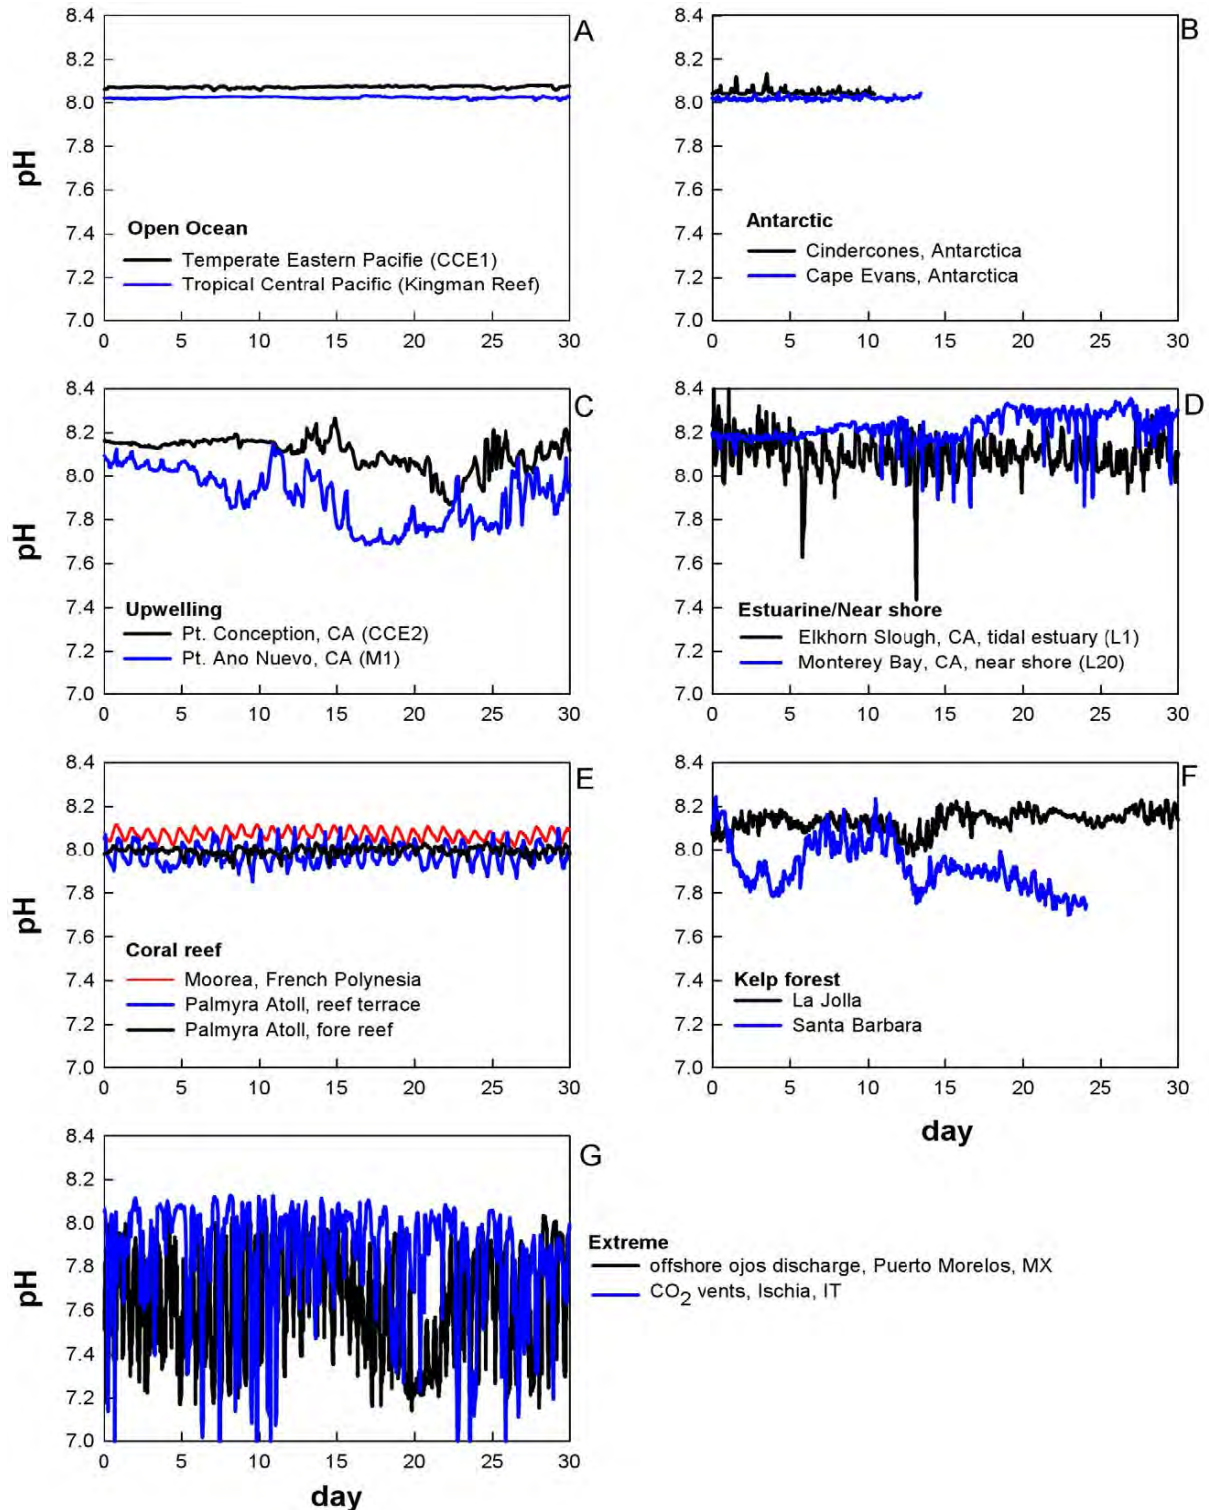 A
pH
8.4
8.2
8.0
7.8
7.6
7.4
7.2
7.0
Open Ocean
Temperate Eastern Pacifie (CCE1)
Tropical Central Pacific (Kingman Reef)
0 5 10 15 20 25 30
B
8.4
8.2
8.0
7.8
7.6
7.4
7.2
7.0
Antarctic
Cindercones, Antarctica
Cape Evans, Antarctica
0 5 10 15 20 25 30
C
pH
8.4
8.2
8.0
7.8
7.6
7.4
7.2
7.0
Upwelling
Pt. Conception, CA (CCE2)
Pt. Ano Nuevo, CA (M1)
0 5 10 15 20 25 30
D
8.4
8.2
8.0
7.8
7.6
7.4
7.2
7.0
Estuarine/Near shore
Elkhorn Slough, CA, tidal estuary (L1)
Monterey Bay, CA, near shore (L20)
0 5 10 15 20 25 30
E
pH
8.4
8.2
8.0
7.8
7.6
7.4
7.2
7.0
Coral reef
Moorea, French Polynesia
Palmyra Atoll, reef terrace
Palmyra Atoll, fore reef
0 5 10 15 20 25 30
F
8.4
8.2
8.0
7.8
7.6
7.4
7.2
7.0
Kelp forest
La Jolla
Santa Barbara
0 5 10 15 20 25 30
day
G
pH
8.4
8.2
8.0
7.8
7.6
7.4
7.2
7.0
0 5 10 15 20 25 30
day
Extreme
offshore ojos discharge, Puerto Morelos, MX
CO2 vents, Ischia, IT